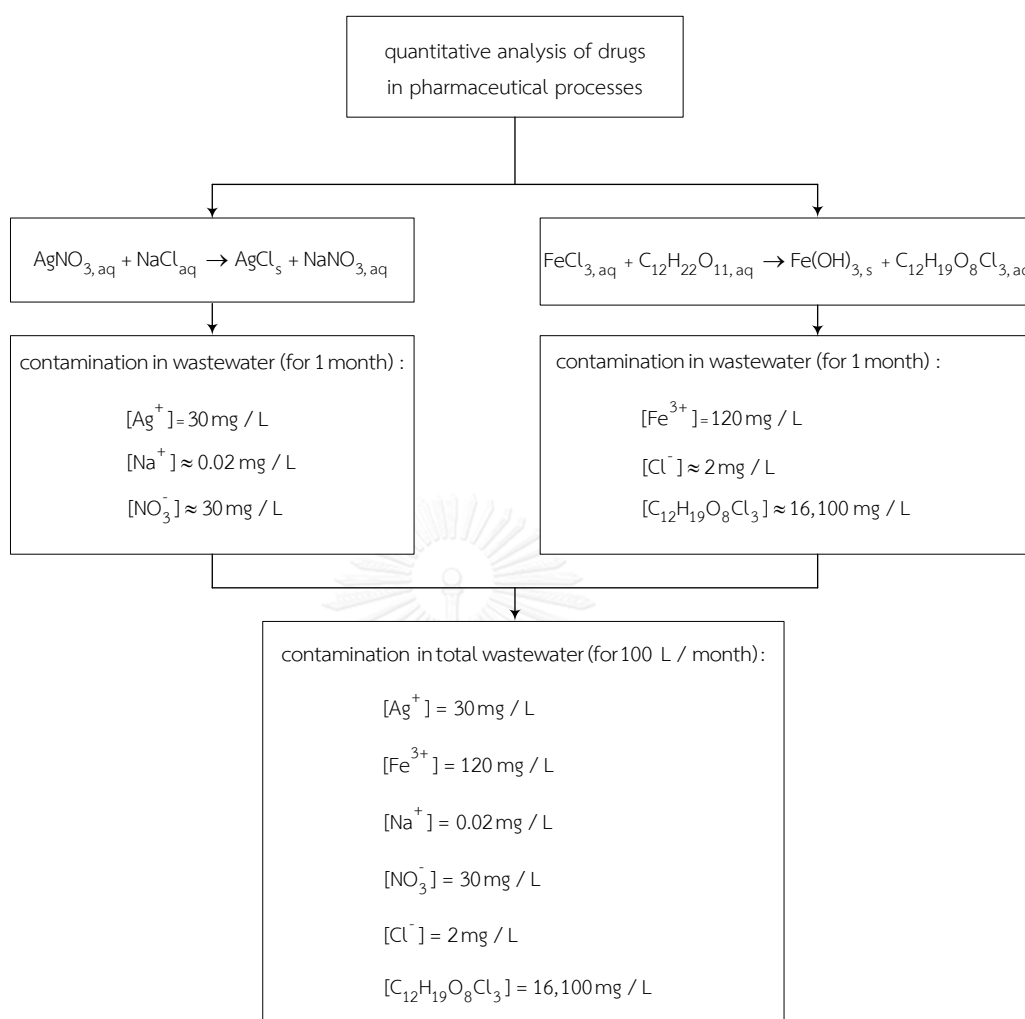 quantitative analysis of drugs
in pharmaceutical processes
AgNO₃, aq + NaClaq → AgClₛ + NaNO₃, aq
FeCl₃, aq + C₁₂H₂₂O₁₁, aq → Fe(OH)₃, ₛ + C₁₂H₁₉O₈Cl₃, aq
contamination in wastewater (for 1 month) :
[Ag⁺] = 30 mg / L
[Na⁺] ≈ 0.02 mg / L
[NO₃⁻] ≈ 30 mg / L
contamination in wastewater (for 1 month) :
[Fe³⁺] = 120 mg / L
[Cl⁻] ≈ 2 mg / L
[C₁₂H₁₉O₈Cl₃] ≈ 16,100 mg / L
contamination in total wastewater (for 100 L / month) :
[Ag⁺] = 30 mg / L
[Fe³⁺] = 120 mg / L
[Na⁺] = 0.02 mg / L
[NO₃⁻] = 30 mg / L
[Cl⁻] = 2 mg / L
[C₁₂H₁₉O₈Cl₃] = 16,100 mg / L